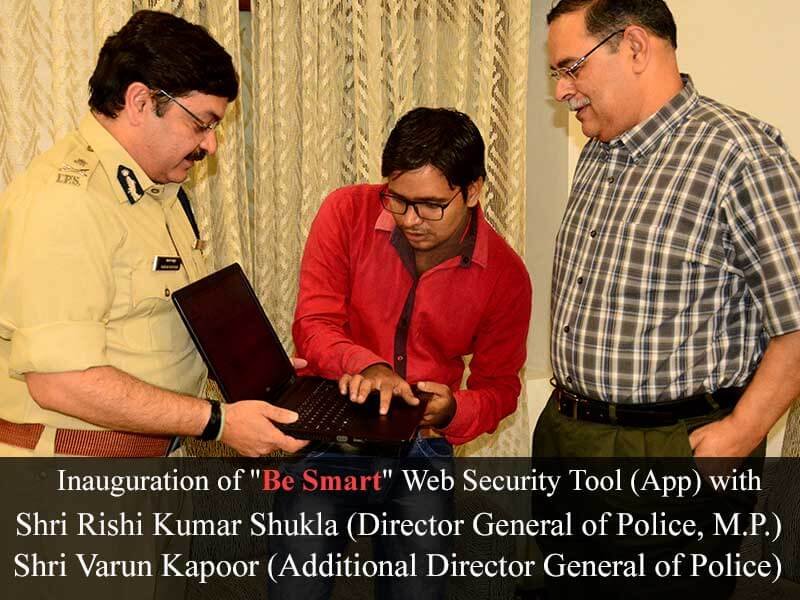 I.P.S.
Inauguration of "Be Smart" Web Security Tool (App) with
Shri Rishi Kumar Shukla (Director General of Police, M.P.)
Shri Varun Kapoor (Additional Director General of Police)